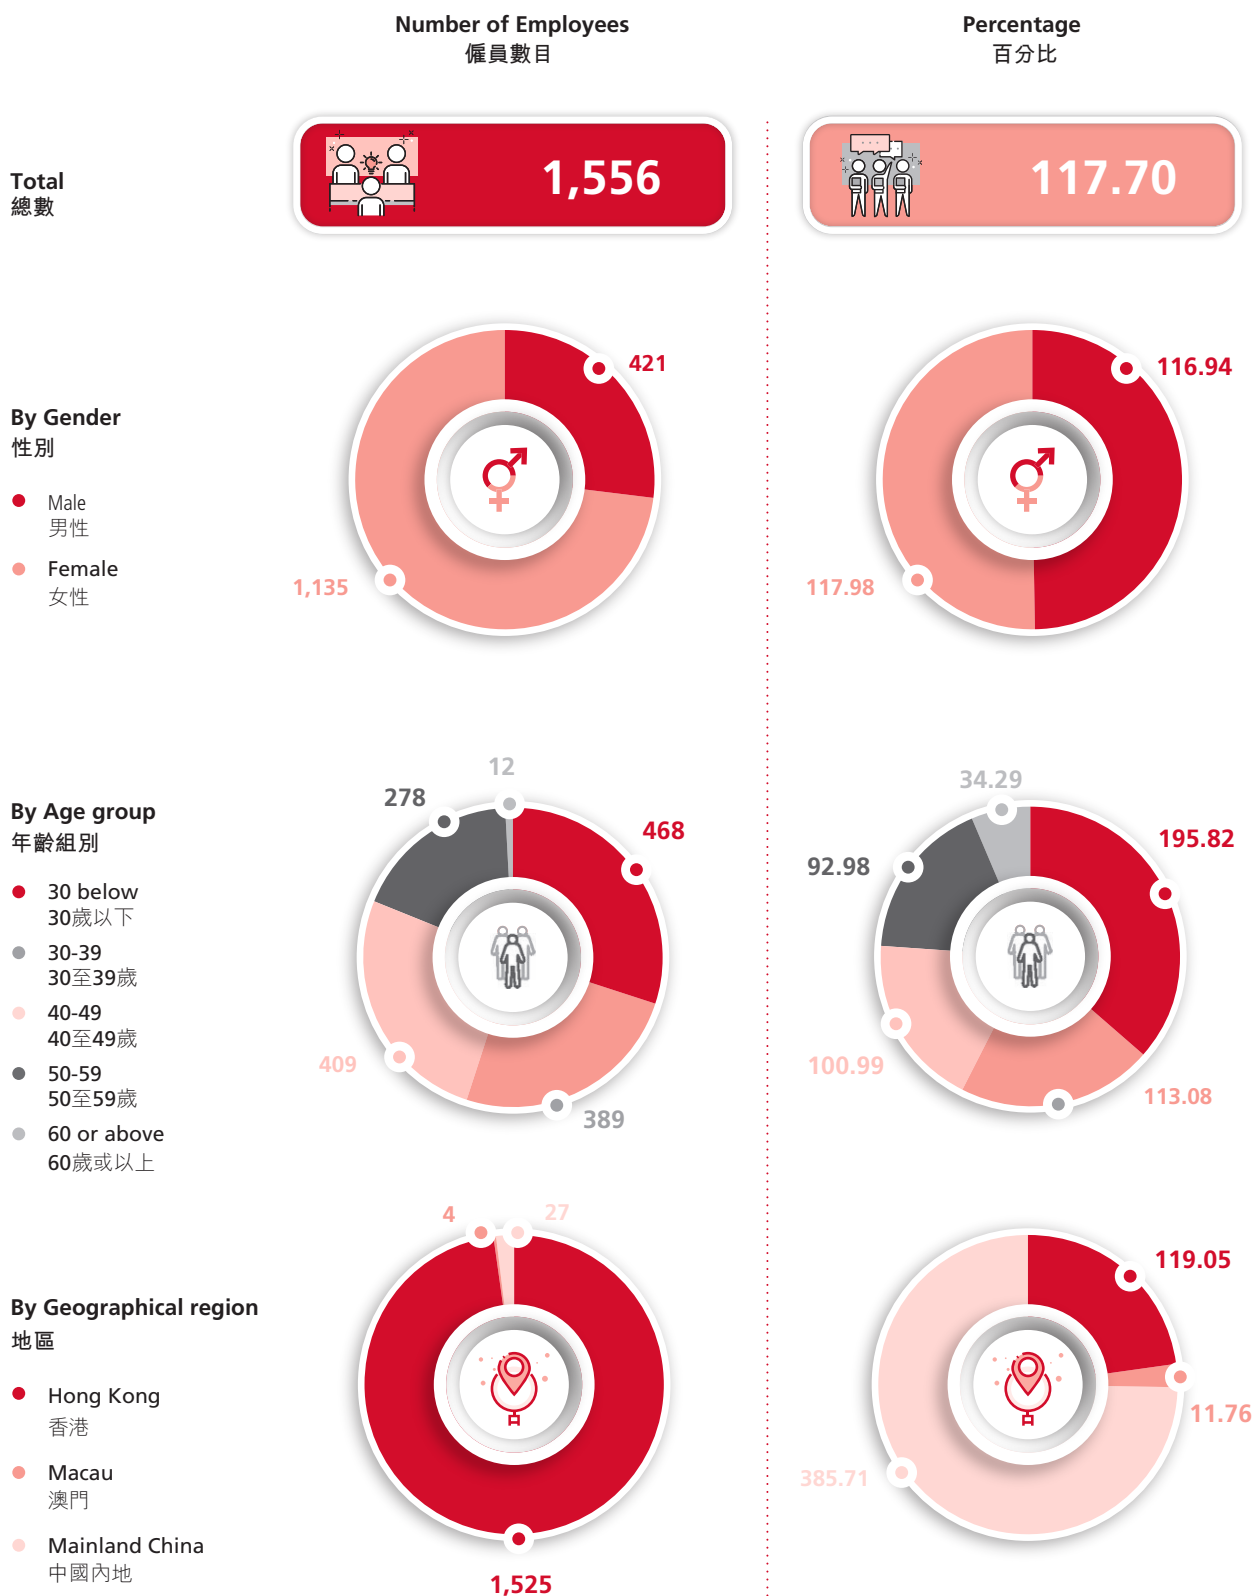 Number of Employees
僱員數目
Percentage
百分比
Total
總數
1,556
117.70
By Gender
性別
Male
男性
Female
女性
421
1,135
116.94
117.98
By Age group
年齡組別
30 below
30歲以下
30-39
30至39歲
40-49
40至49歲
50-59
50至59歲
60 or above
60歲或以上
12
278
468
409
389
34.29
92.98
195.82
100.99
113.08
By Geographical region
地區
Hong Kong
香港
Macau
澳門
Mainland China
中國內地
4
27
1,525
119.05
11.76
385.71